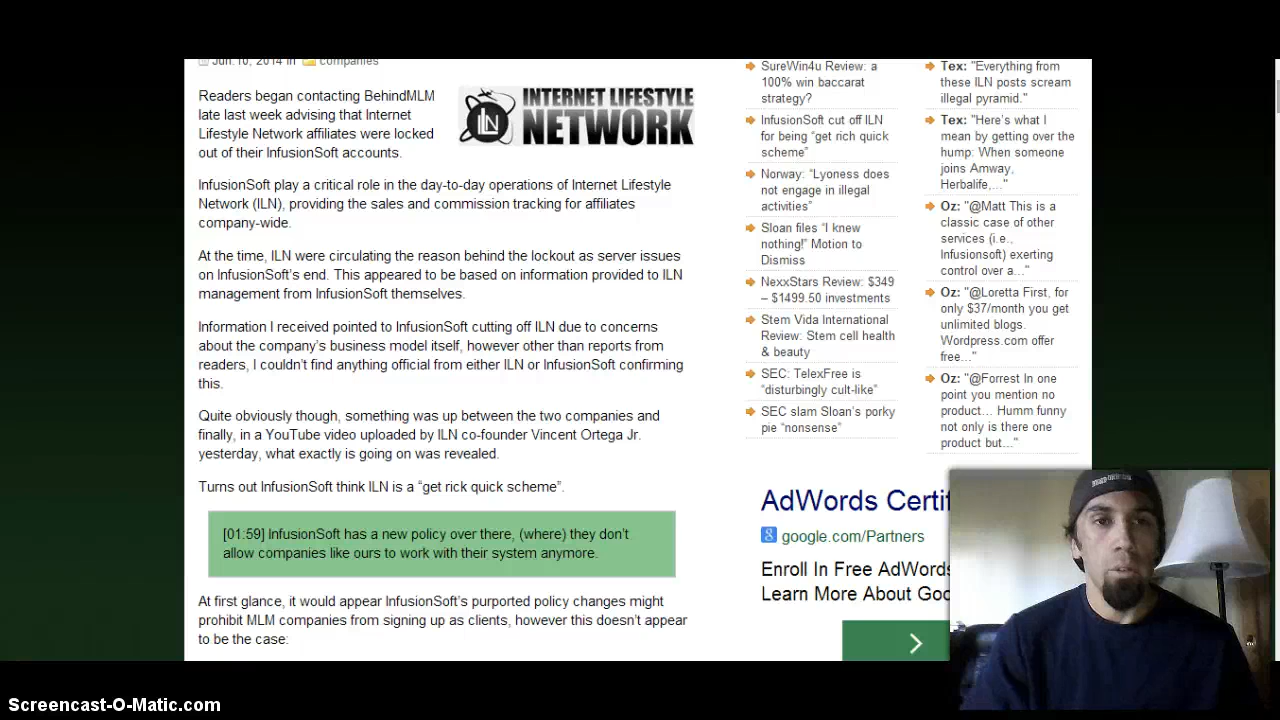 Jun.10, 2014 in companies
Readers began contacting BehindMLM
late last week advising that Internet
Lifestyle Network affiliates were locked
out of their InfusionSoft accounts.
INTERNET LIFESTYLE
NETWORK
ILN
InfusionSoft play a critical role in the day-to-day operations of Internet Lifestyle
Network (ILN), providing the sales and commission tracking for affiliates
company-wide.
At the time, ILN were circulating the reason behind the lockout as server issues
on InfusionSoft's end. This appeared to be based on information provided to ILN
management from InfusionSoft themselves.
Information I received pointed to InfusionSoft cutting off ILN due to concerns
about the company's business model itself, however other than reports from
readers, I couldn't find anything official from either ILN or InfusionSoft confirming
this.
Quite obviously though, something was up between the two companies and
finally, in a YouTube video uploaded by ILN co-founder Vincent Ortega Jr.
yesterday, what exactly is going on was revealed.
Turns out InfusionSoft think ILN is a “get rick quick scheme”.
[01:59] InfusionSoft has a new policy over there, (where) they don't
allow companies like ours to work with their system anymore.
At first glance, it would appear InfusionSoft's purported policy changes might
prohibit MLM companies from signing up as clients, however this doesn't appear
to be the case:
SureWin4u Review: a
100% win baccarat
strategy?
InfusionSoft cut off ILN
for being “get rich quick
scheme”
Norway: “Lyoness does
not engage in illegal
activities”
Sloan files “I knew
nothing!” Motion to
Dismiss
NexxStars Review: $349
– $1499.50 investments
Stem Vida International
Review: Stem cell health
& beauty
SEC: TelexFree is
“disturbingly cult-like”
SEC slam Sloan's porky
pie “nonsense”
Tex: "Everything from
these ILN posts scream
illegal pyramid."
Tex: "Here's what I
mean by getting over the
hump: When someone
joins Amway,
Herbalife,..."
Oz: "@Matt This is a
classic case of other
services (i.e.,
Infusionsoft) exerting
control over a..."
Oz: "@Loretta First, for
only $37/month you get
unlimited blogs.
Wordpress.com offer
free..."
Oz: "@Forrest In one
point you mention no
product... Humm funny
not only is there one
product but..."
AdWords Certif
google.com/Partners
Enroll In Free AdWords
Learn More About Goo
Screencast-O-Matic.com